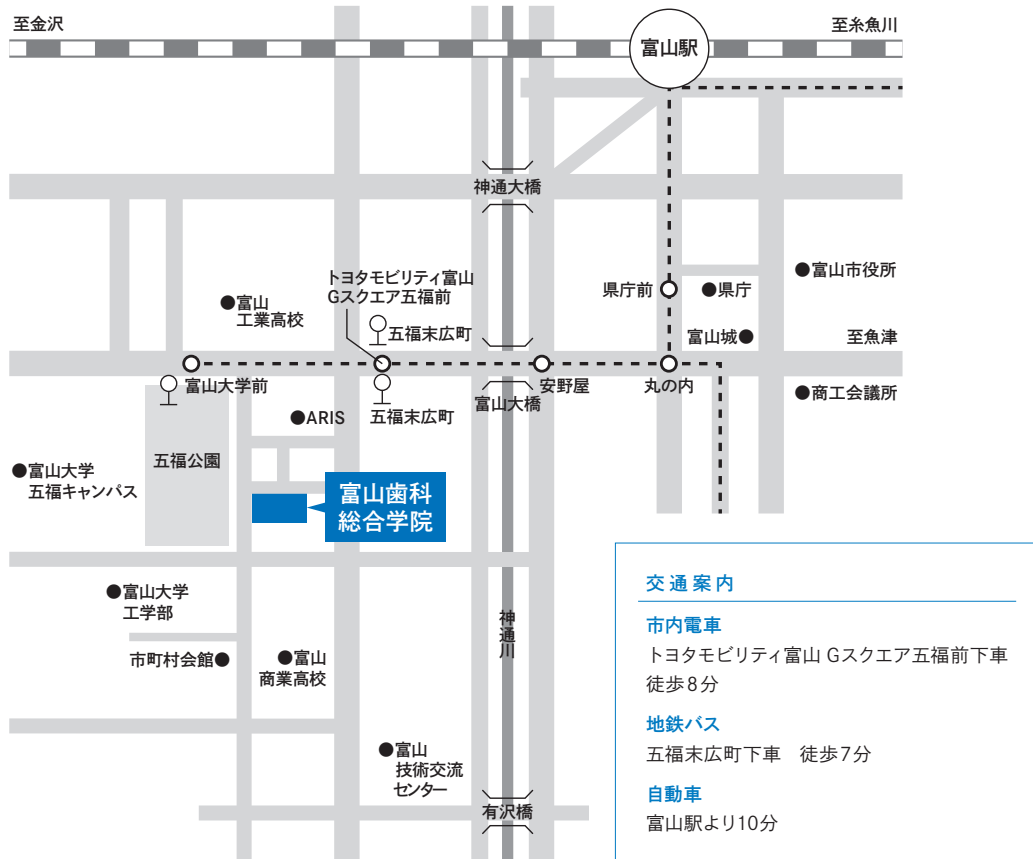 至金沢
至糸魚川
富山駅
神通大橋
トヨタモビリティ富山
Gスクエア五福前
●富山
工業高校
五福末広町
県庁前
●県庁
●富山市役所
富山城●
至魚津
富山大学前
五福末広町
富山大橋
安野屋
丸の内
●商工会議所
●ARIS
五福公園
●富山大学
五福キャンパス
富山歯科
総合学院
●富山大学
工学部
市町村会館●
●富山
商業高校
神通川
●富山
技術交流
センター
有沢橋
交通案内
市内電車
トヨタモビリティ富山 Gスクエア五福前下車
徒歩8分
地鉄バス
五福末広町下車　徒歩7分
自動車
富山駅より10分